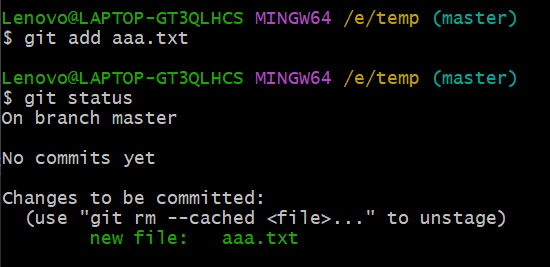 Lenovo@LAPTOP-GT3QLHCS MINGW64 /e/temp (master)
$ git add aaa.txt
Lenovo@LAPTOP-GT3QLHCS MINGW64 /e/temp (master)
$ git status
On branch master
No commits yet
Changes to be committed:
(use "git rm --cached <file>..." to unstage)
new file: aaa.txt